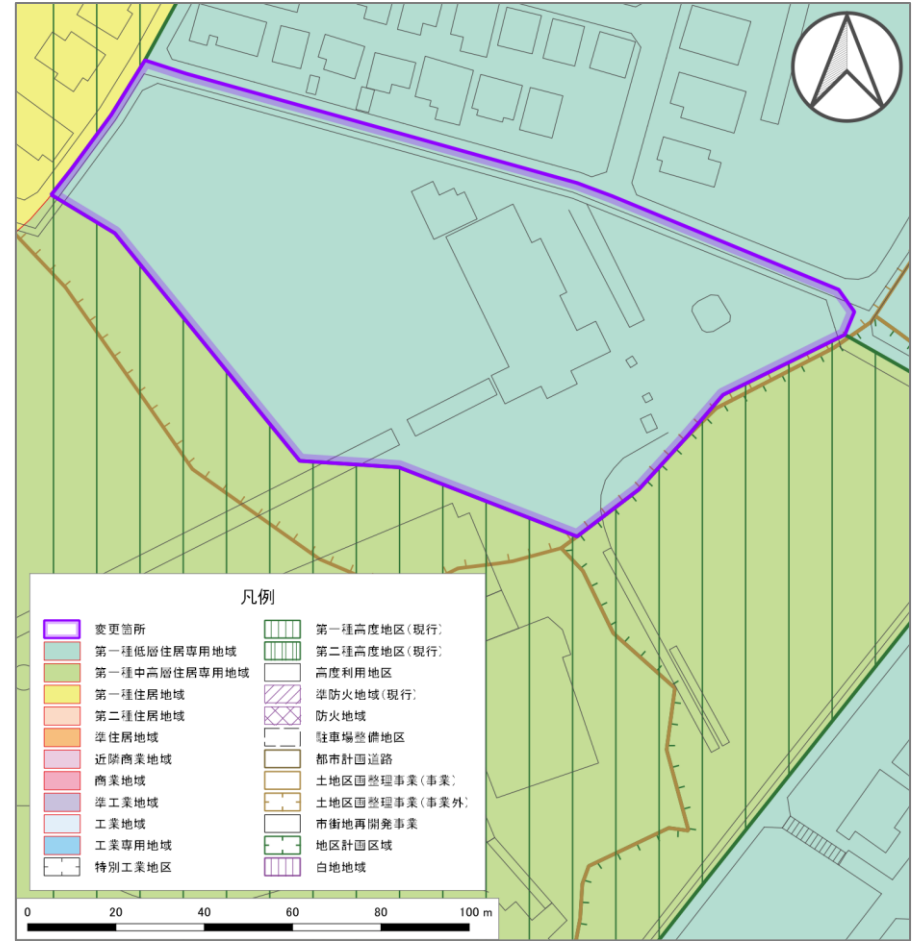 凡例
変更箇所
第一種低層住居専用地域
第一種中高層住居専用地域
第一種住居地域
第二種住居地域
準住居地域
近隣商業地域
商業地域
準工業地域
工業地域
工業専用地域
特別工業地区
第一種高度地区(現行)
第二種高度地区(現行)
高度利用地区
準防火地域(現行)
防火地域
駐車場整備地区
都市計画道路
土地区画整理事業(事業)
土地区画整理事業(事業外)
市街地再開発事業
地区計画区域
白地地域
0 20 40 60 80 100 m